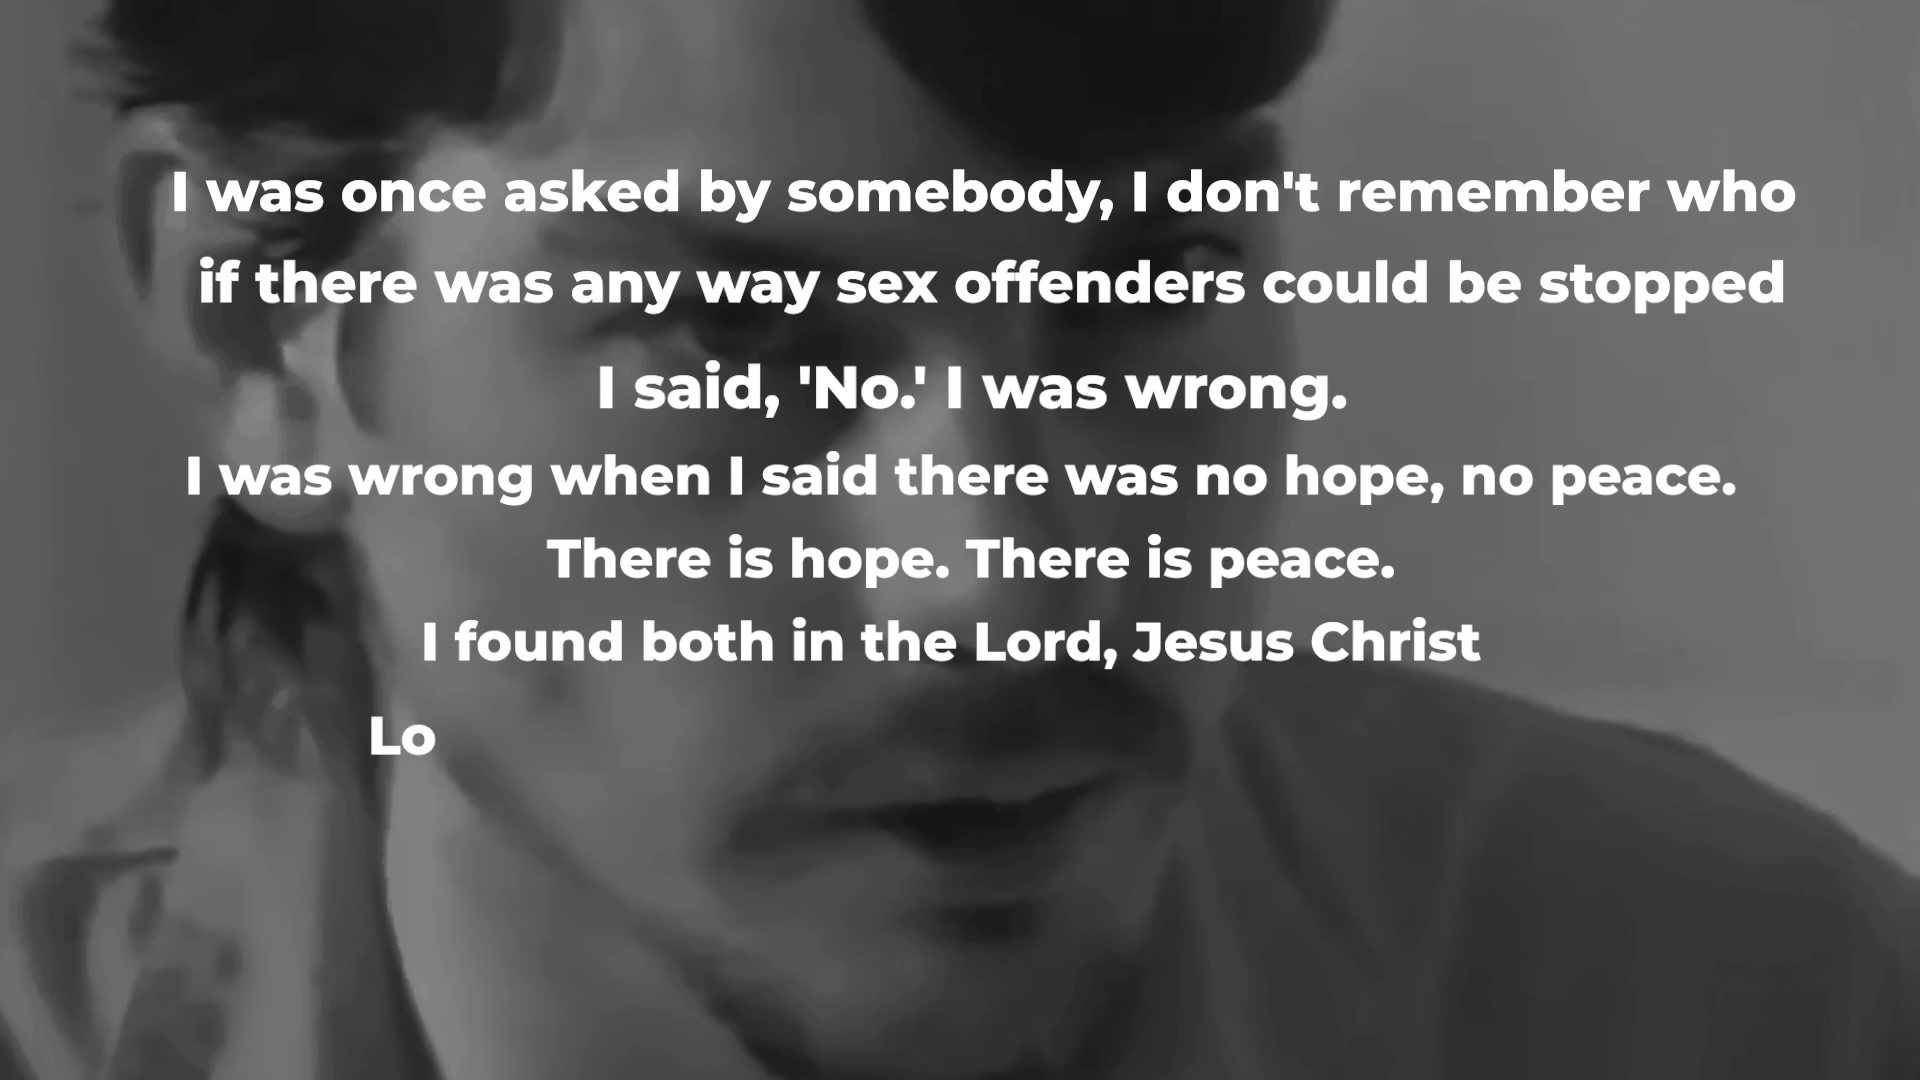 I was once asked by somebody, I don't remember who
if there was any way sex offenders could be stopped
I said, 'No.' I was wrong.
I was wrong when I said there was no hope, no peace.
There is hope. There is peace.
I found both in the Lord, Jesus Christ
Lo